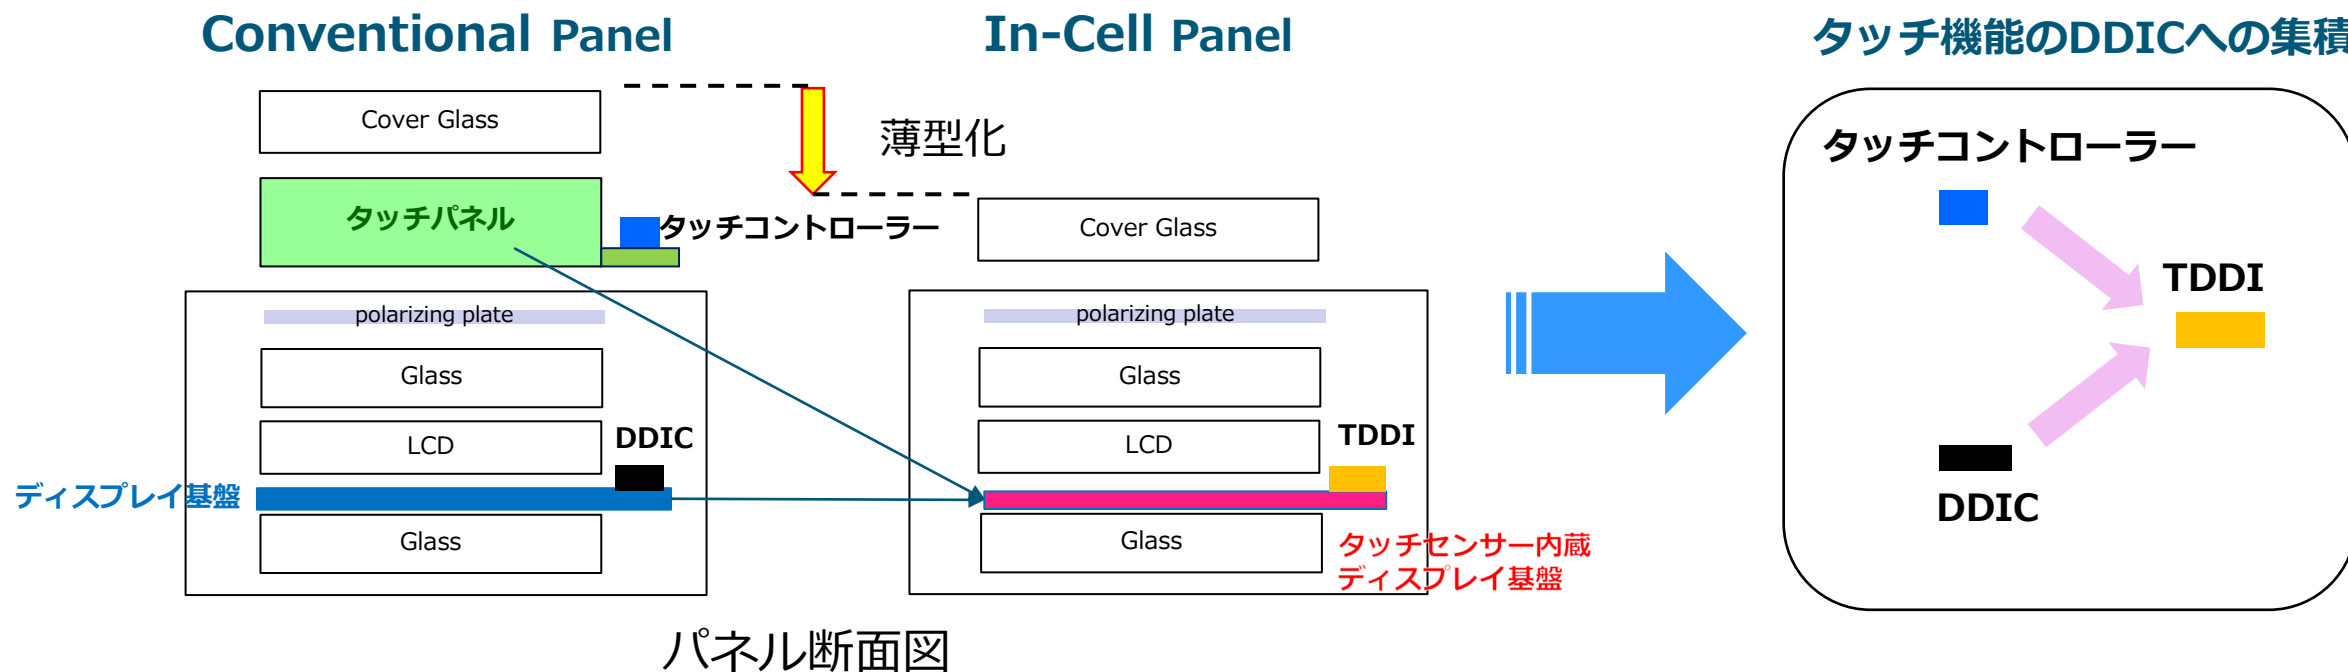 Conventional Panel
In-Cell Panel
タッチ機能のDDICへの集積
Cover Glass
薄型化
タッチパネル
タッチコントローラー
Cover Glass
polarizing plate
polarizing plate
Glass
Glass
LCD
DDIC
LCD
TDDI
ディスプレイ基盤
Glass
Glass
タッチセンサー内蔵
ディスプレイ基盤
パネル断面図
タッチコントローラー
TDDI
DDIC